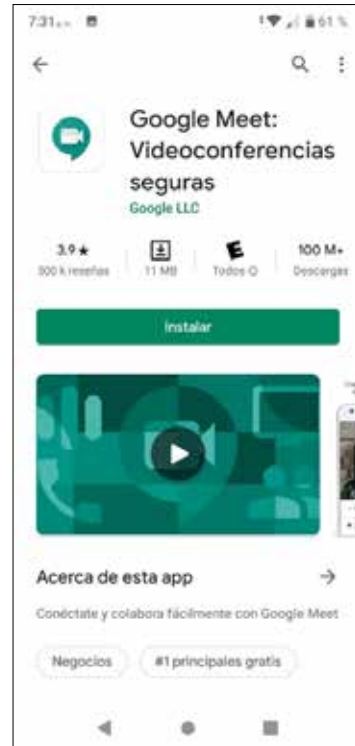 7:31
61 %
Google Meet:
Videoconferencias
seguras
Google LLC
3.9 ★
300 k reseñas
11 MB
E
Todos
100 M+
Descargas
Instalar
Acerca de esta app
Conéctate y colabora fácilmente con Google Meet
Negocios
#1 principales gratis